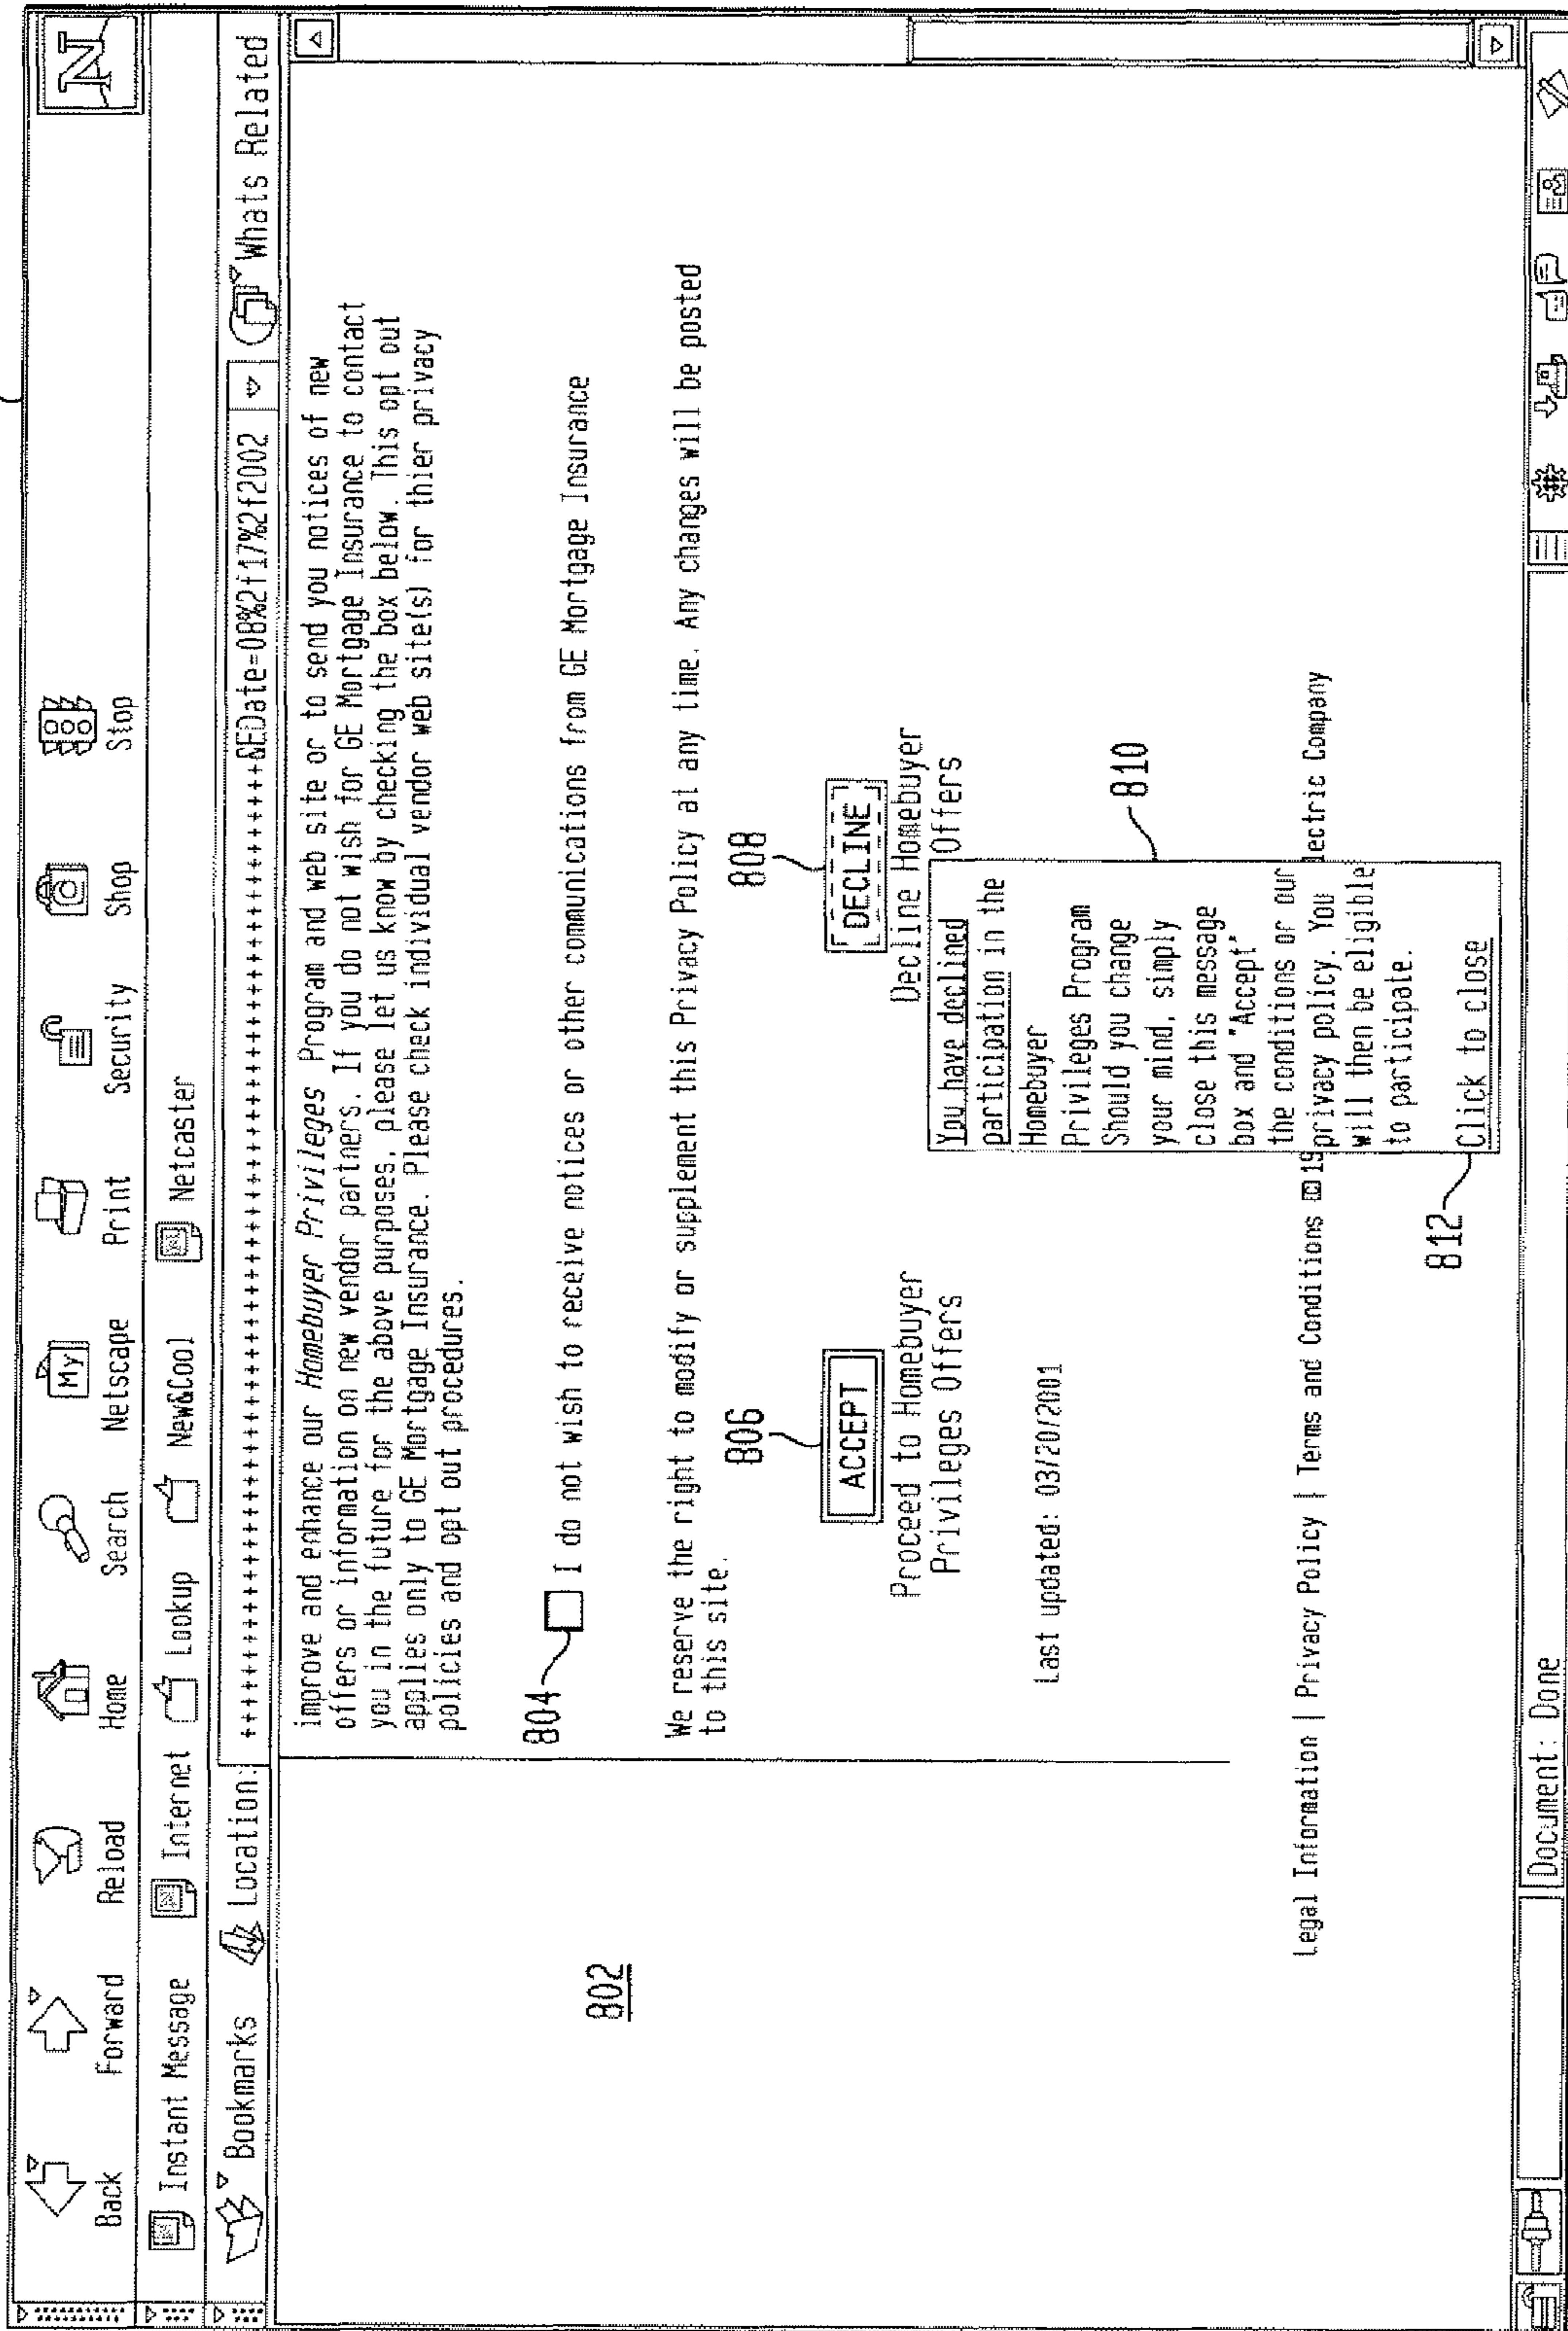 N
Back Forward Reload Home Search Netscape Print Security Shop Stop
My
Instant Message Internet Lookup New&Cool Netcaster
Bookmarks Location: ++++++++++++++++++++++++++++++++++++++++&EDate=08%2f17%2f2002 Whats Related
improve and enhance our Homebuyer Privileges Program and web site or to send you notices of new
offers or information on new vendor partners. If you do not wish for GE Mortgage Insurance to contact
you in the future for the above purposes, please let us know by checking the box below. This opt out
applies only to GE Mortgage Insurance. Please check individual vendor web site(s) for thier privacy
policies and opt out procedures.
804 I do not wish to receive notices or other communications from GE Mortgage Insurance
802
We reserve the right to modify or supplement this Privacy Policy at any time. Any changes will be posted
to this site.
806
808
ACCEPT
DECLINE
Proceed to Homebuyer
Privileges Offers
Decline Homebuyer
Offers
Last updated: 03/20/2001
810
You have declined
participation in the
Homebuyer
Privileges Program
Should you change
your mind, simply
close this message
box and "Accept"
the conditions or our
privacy policy. You
will then be eligible
to participate.
Click to close
812
Legal Information | Privacy Policy | Terms and Conditions © 19 lectric Company
Document: Done